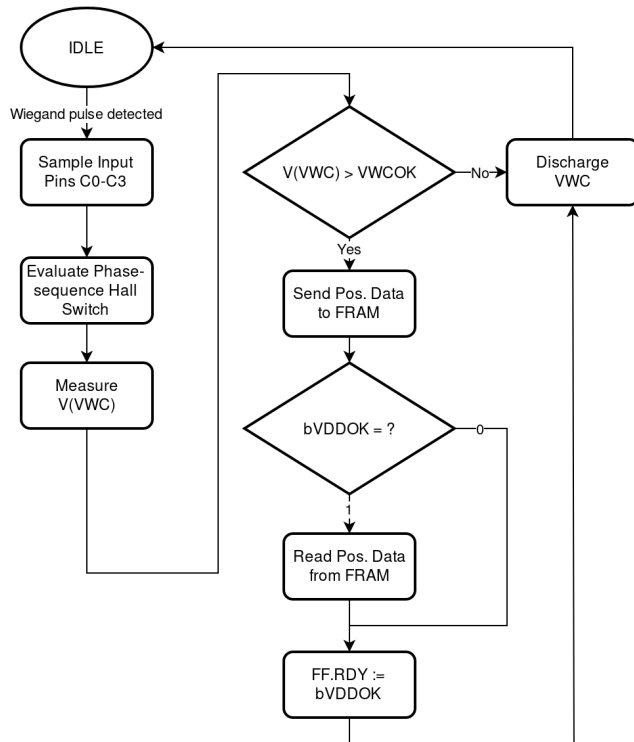 IDLE
Wiegand pulse detected
Sample Input
Pins C0-C3
Evaluate Phase-
sequence Hall
Switch
Measure
V(VWC)
V(VWC) > VWCOK
No
Discharge
VWC
Yes
Send Pos. Data
to FRAM
bVDDOK = ?
0
1
Read Pos. Data
from FRAM
FF.RDY :=
bVDDOK